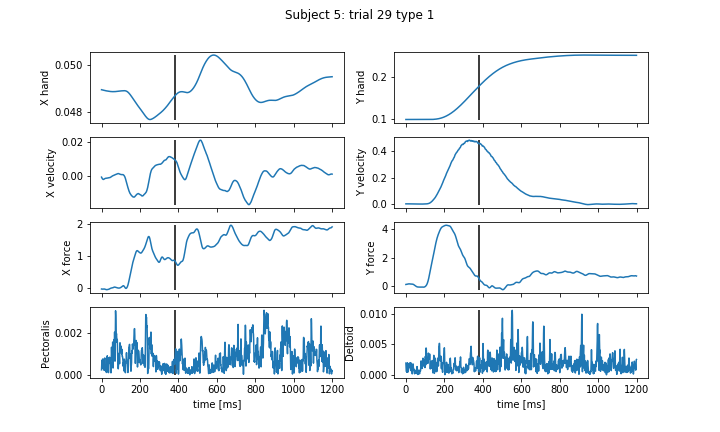 Subject 5: trial 29 type 1
X hand
0.050
0.048
Y hand
0.2
0.1
X velocity
0.02
0.00
Y velocity
0.4
0.2
0.0
X force
2
1
0
Y force
4
2
0
Pectoralis
0.002
0.000
0 200 400 600 800 1000 1200
time [ms]
Deltoid
0.010
0.005
0.000
0 200 400 600 800 1000 1200
time [ms]